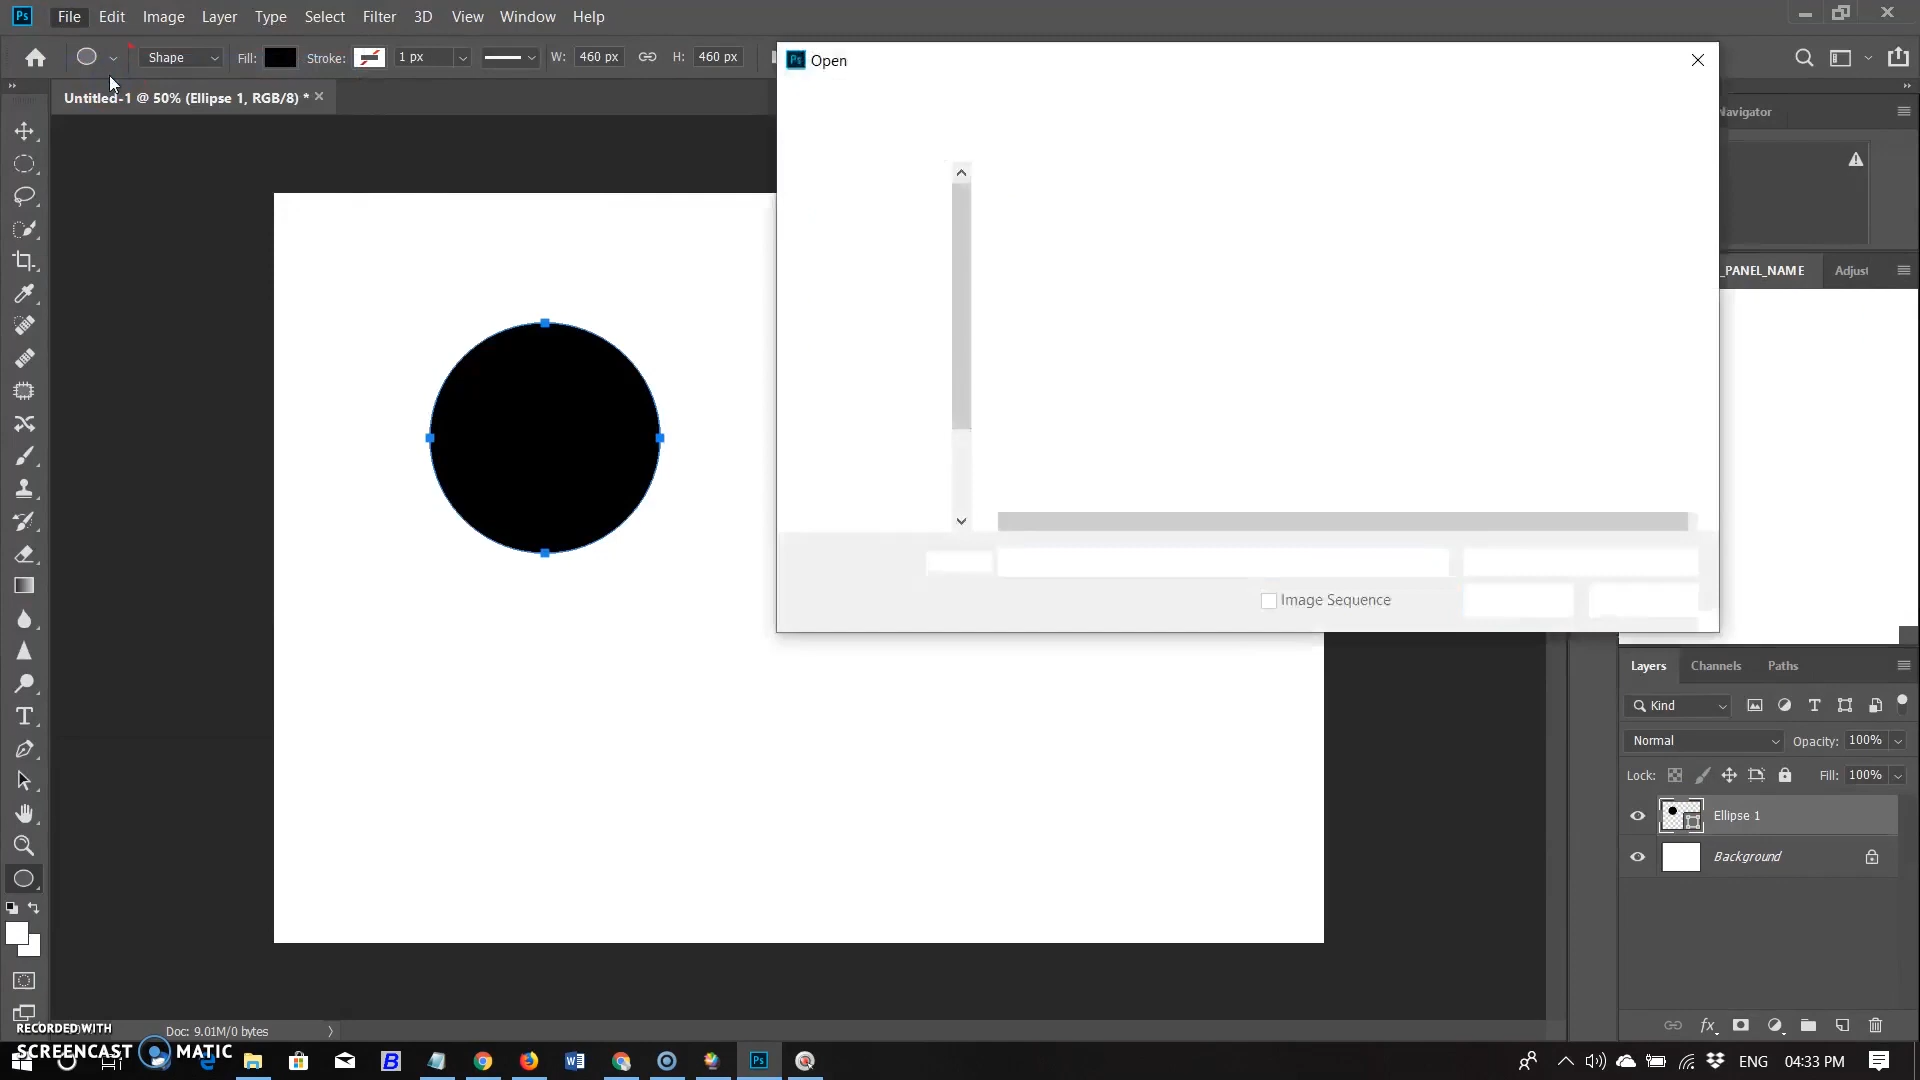 Ps File Edit Image Layer Select Filter 3D View Window Help
Shape Fill: Stroke: 1 px W: 460 px H: 460 px
Ps Open
Untitled-1 @ 50% (Ellipse 1, RGB/8) *
Navigator
_PANEL_NAME Adjust
Image Sequence
Layers Channels Paths
Kind
Normal Opacity: 100%
Lock: Fill: 100%
Ellipse 1
Background
Doc: 9.01M/0 bytes
RECORDED WITH
SCREENCAST MATIC
ENG 04:33 PM